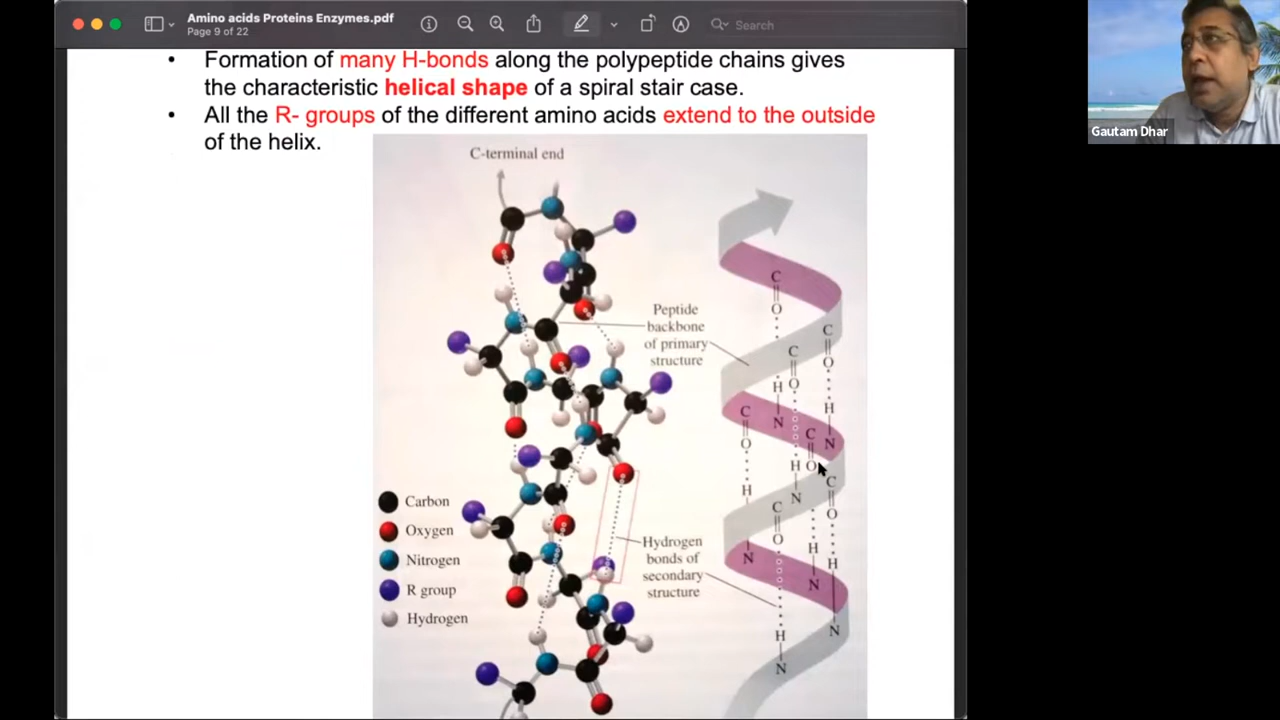 Amino acids Proteins Enzymes.pdf
Page 9 of 22
Search
• Formation of many H-bonds along the polypeptide chains gives
the characteristic helical shape of a spiral stair case.
• All the R- groups of the different amino acids extend to the outside
of the helix.
Gautam Dhar
C-terminal end
Peptide
backbone
of primary
structure
Carbon
Oxygen
Nitrogen
R group
Hydrogen
Hydrogen
bonds of
secondary
structure
C
O
H
N
C
O
H
N
C
O
H
N
C
O
H
N
C
O
H
N
C
O
H
N
C
O
H
N